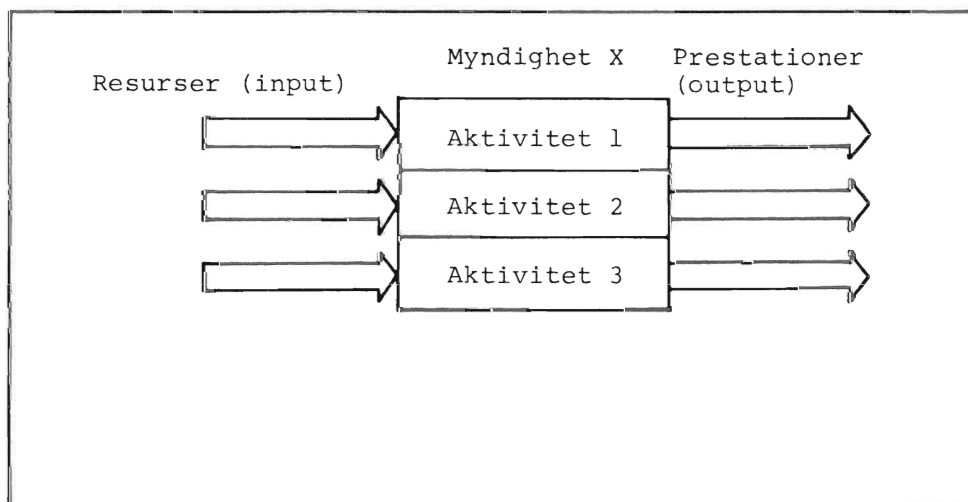 Myndighet X
Prestationer
(output)
Resurser (input)
Aktivitet 1
Aktivitet 2
Aktivitet 3